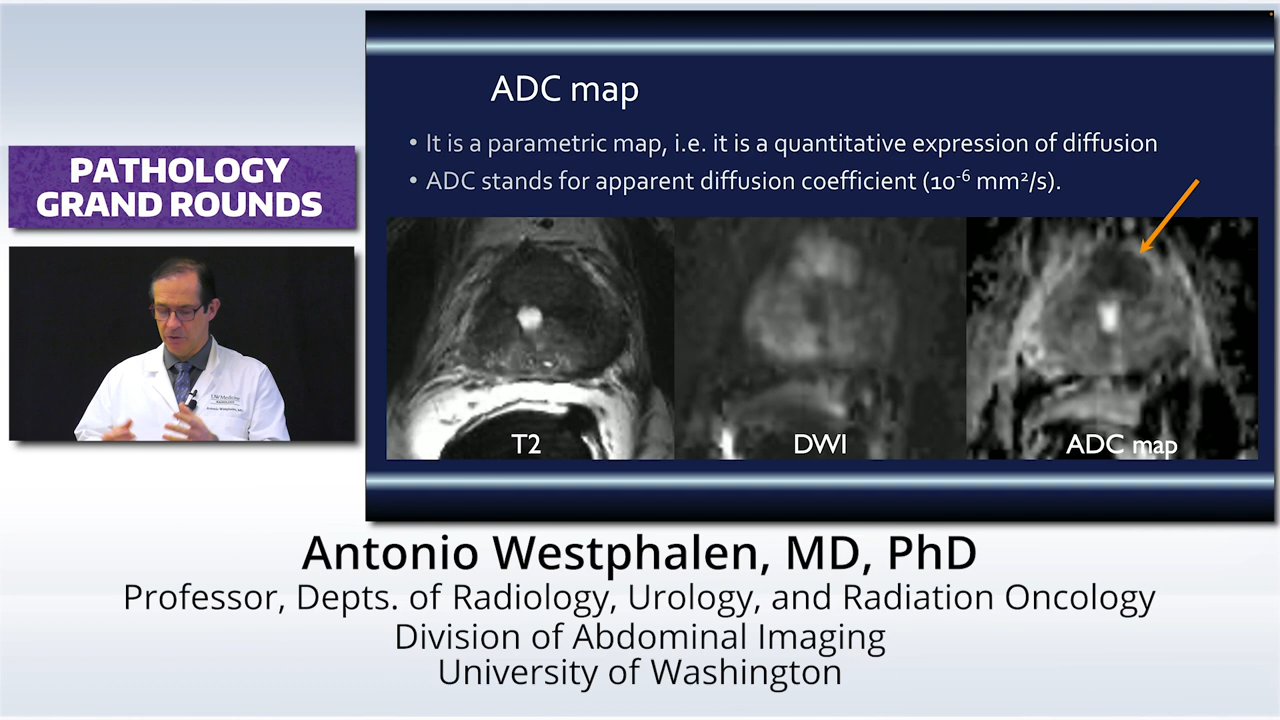 PATHOLOGY
GRAND ROUNDS
UW Medicine
ADC map
• It is a parametric map, i.e. it is a quantitative expression of diffusion
• ADC stands for apparent diffusion coefficient (10⁻⁶ mm²/s).
T2
DWI
ADC map
Antonio Westphalen, MD, PhD
Professor, Depts. of Radiology, Urology, and Radiation Oncology
Division of Abdominal Imaging
University of Washington